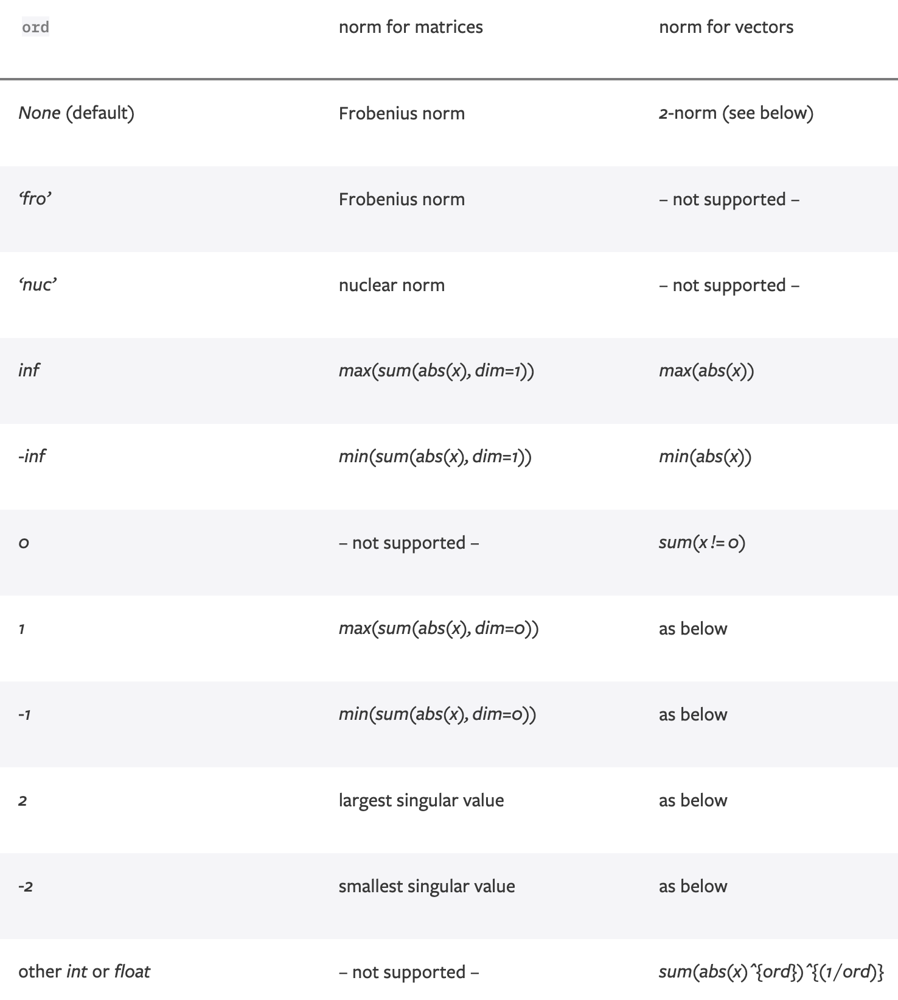 ord norm for matrices norm for vectors
None (default) Frobenius norm 2-norm (see below)
‘fro’ Frobenius norm – not supported –
‘nuc’ nuclear norm – not supported –
inf max(sum(abs(x), dim=1)) max(abs(x))
-inf min(sum(abs(x), dim=1)) min(abs(x))
0 – not supported – sum(x != 0)
1 max(sum(abs(x), dim=0)) as below
-1 min(sum(abs(x), dim=0)) as below
2 largest singular value as below
-2 smallest singular value as below
other int or float – not supported – sum(abs(x)^{ord})^{(1/ord)}